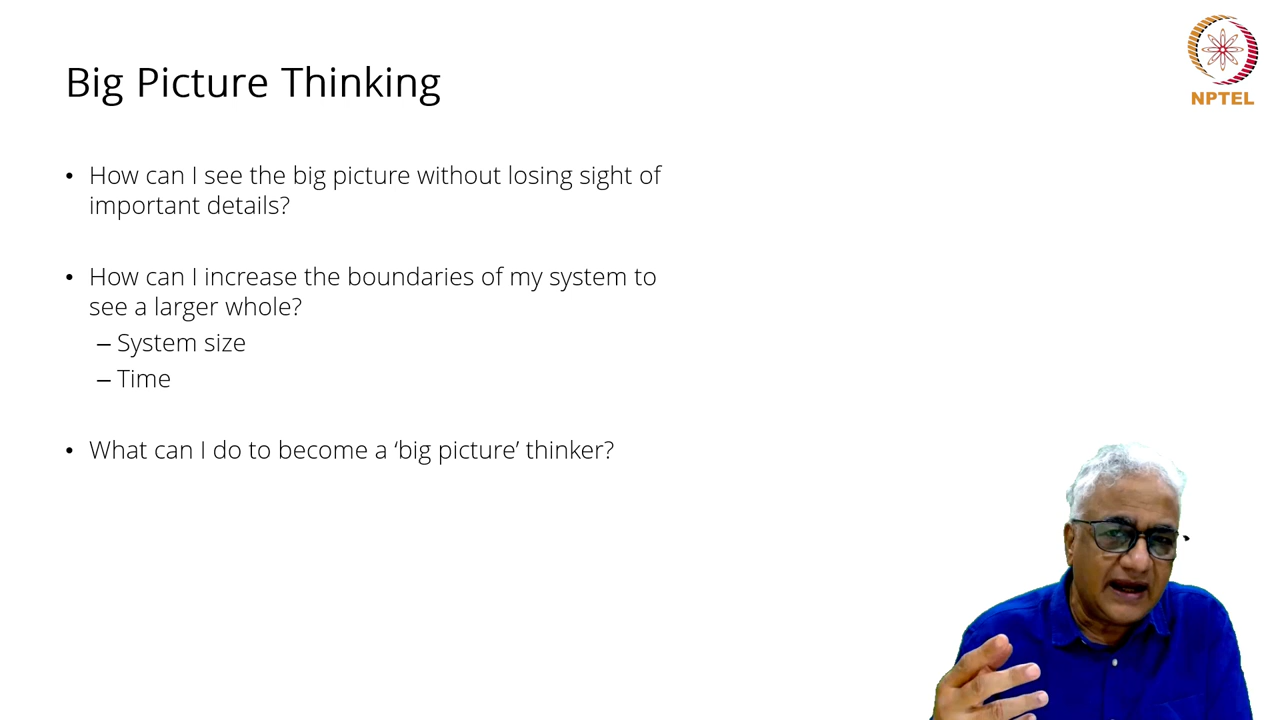 Big Picture Thinking
NPTEL
• How can I see the big picture without losing sight of
important details?
• How can I increase the boundaries of my system to
see a larger whole?
– System size
– Time
• What can I do to become a ‘big picture’ thinker?